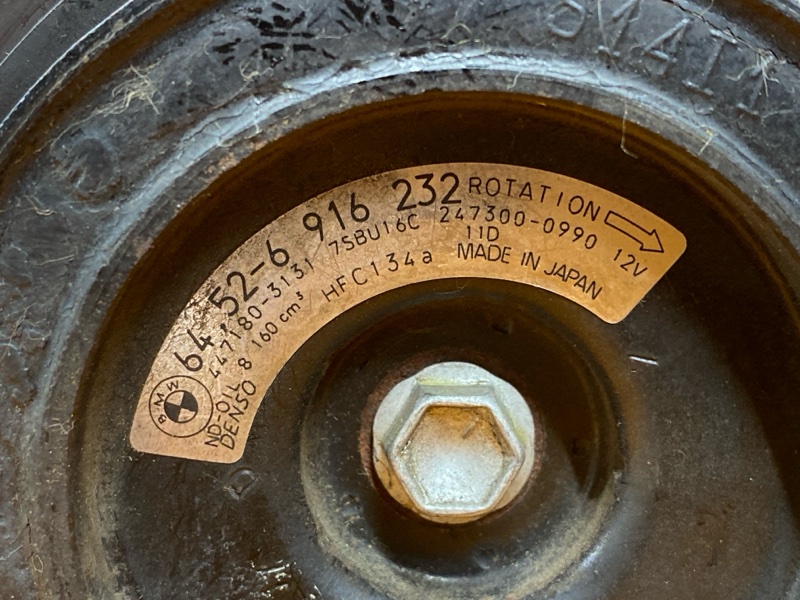 64.52-6 916 232 ROTATION
447180-3131 7SBU16C 247300-0990 12V
ND-OIL 8 160 cm³ HFC134a 11D
DENSO MADE IN JAPAN
BMW